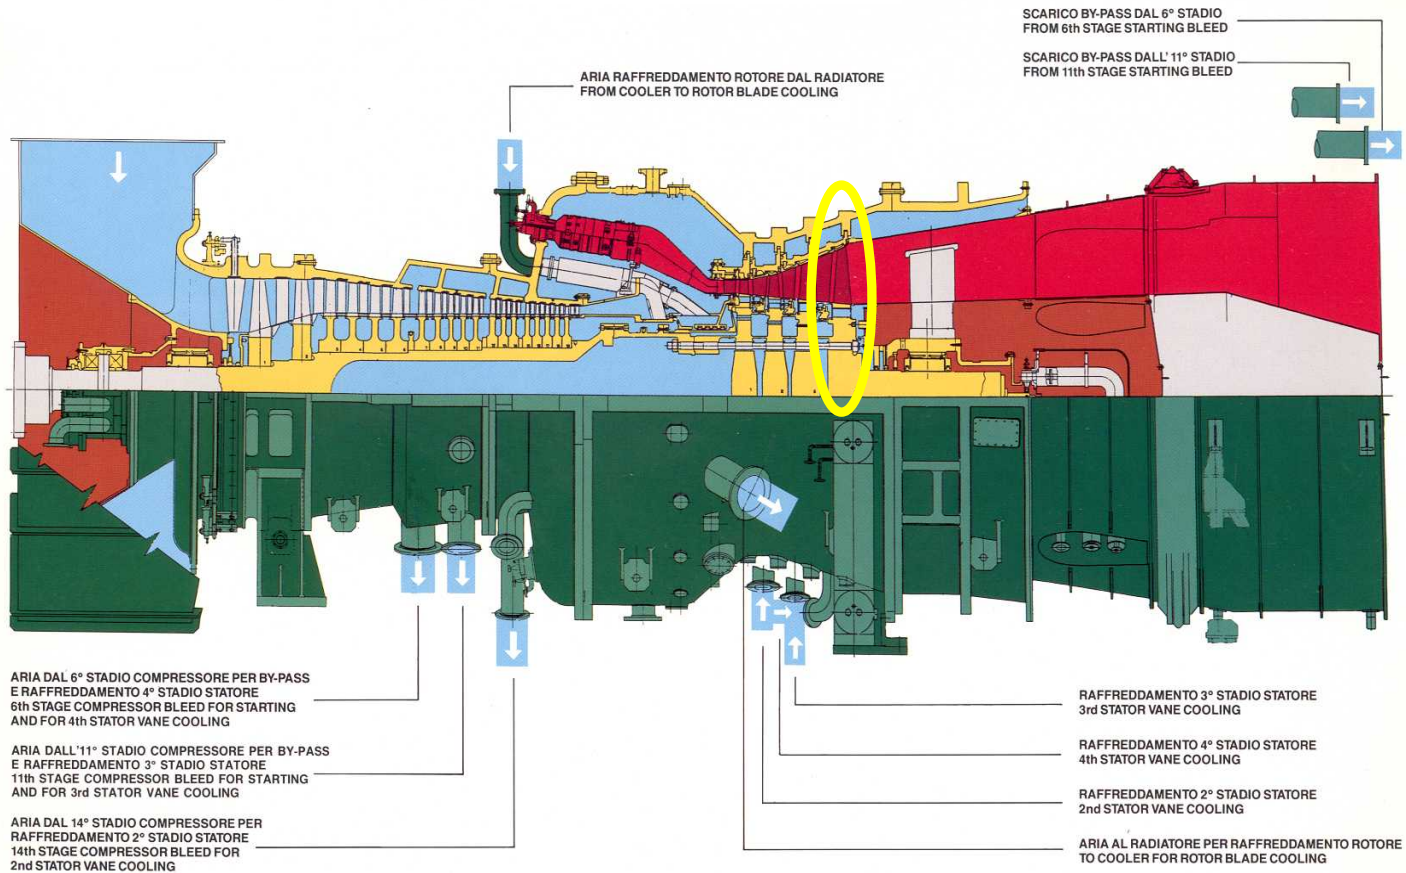 SCARICO BY-PASS DAL 6° STADIO
FROM 6th STAGE STARTING BLEED
SCARICO BY-PASS DALL' 11° STADIO
FROM 11th STAGE STARTING BLEED
ARIA RAFFREDDAMENTO ROTORE DAL RADIATORE
FROM COOLER TO ROTOR BLADE COOLING
ARIA DAL 6° STADIO COMPRESSORE PER BY-PASS
E RAFFREDDAMENTO 4° STADIO STATORE
6th STAGE COMPRESSOR BLEED FOR STARTING
AND FOR 4th STATOR VANE COOLING
ARIA DALL'11° STADIO COMPRESSORE PER BY-PASS
E RAFFREDDAMENTO 3° STADIO STATORE
11th STAGE COMPRESSOR BLEED FOR STARTING
AND FOR 3rd STATOR VANE COOLING
ARIA DAL 14° STADIO COMPRESSORE PER
RAFFREDDAMENTO 2° STADIO STATORE
14th STAGE COMPRESSOR BLEED FOR
2nd STATOR VANE COOLING
RAFFREDDAMENTO 3° STADIO STATORE
3rd STATOR VANE COOLING
RAFFREDDAMENTO 4° STADIO STATORE
4th STATOR VANE COOLING
RAFFREDDAMENTO 2° STADIO STATORE
2nd STATOR VANE COOLING
ARIA AL RADIATORE PER RAFFREDDAMENTO ROTORE
TO COOLER FOR ROTOR BLADE COOLING